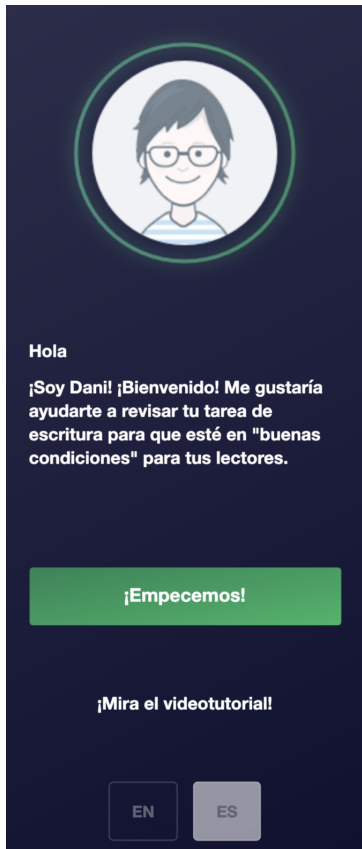 Hola
¡Soy Dani! ¡Bienvenido! Me gustaría
ayudarte a revisar tu tarea de
escritura para que esté en "buenas
condiciones" para tus lectores.
¡Empecemos!
¡Mira el videotutorial!
EN ES